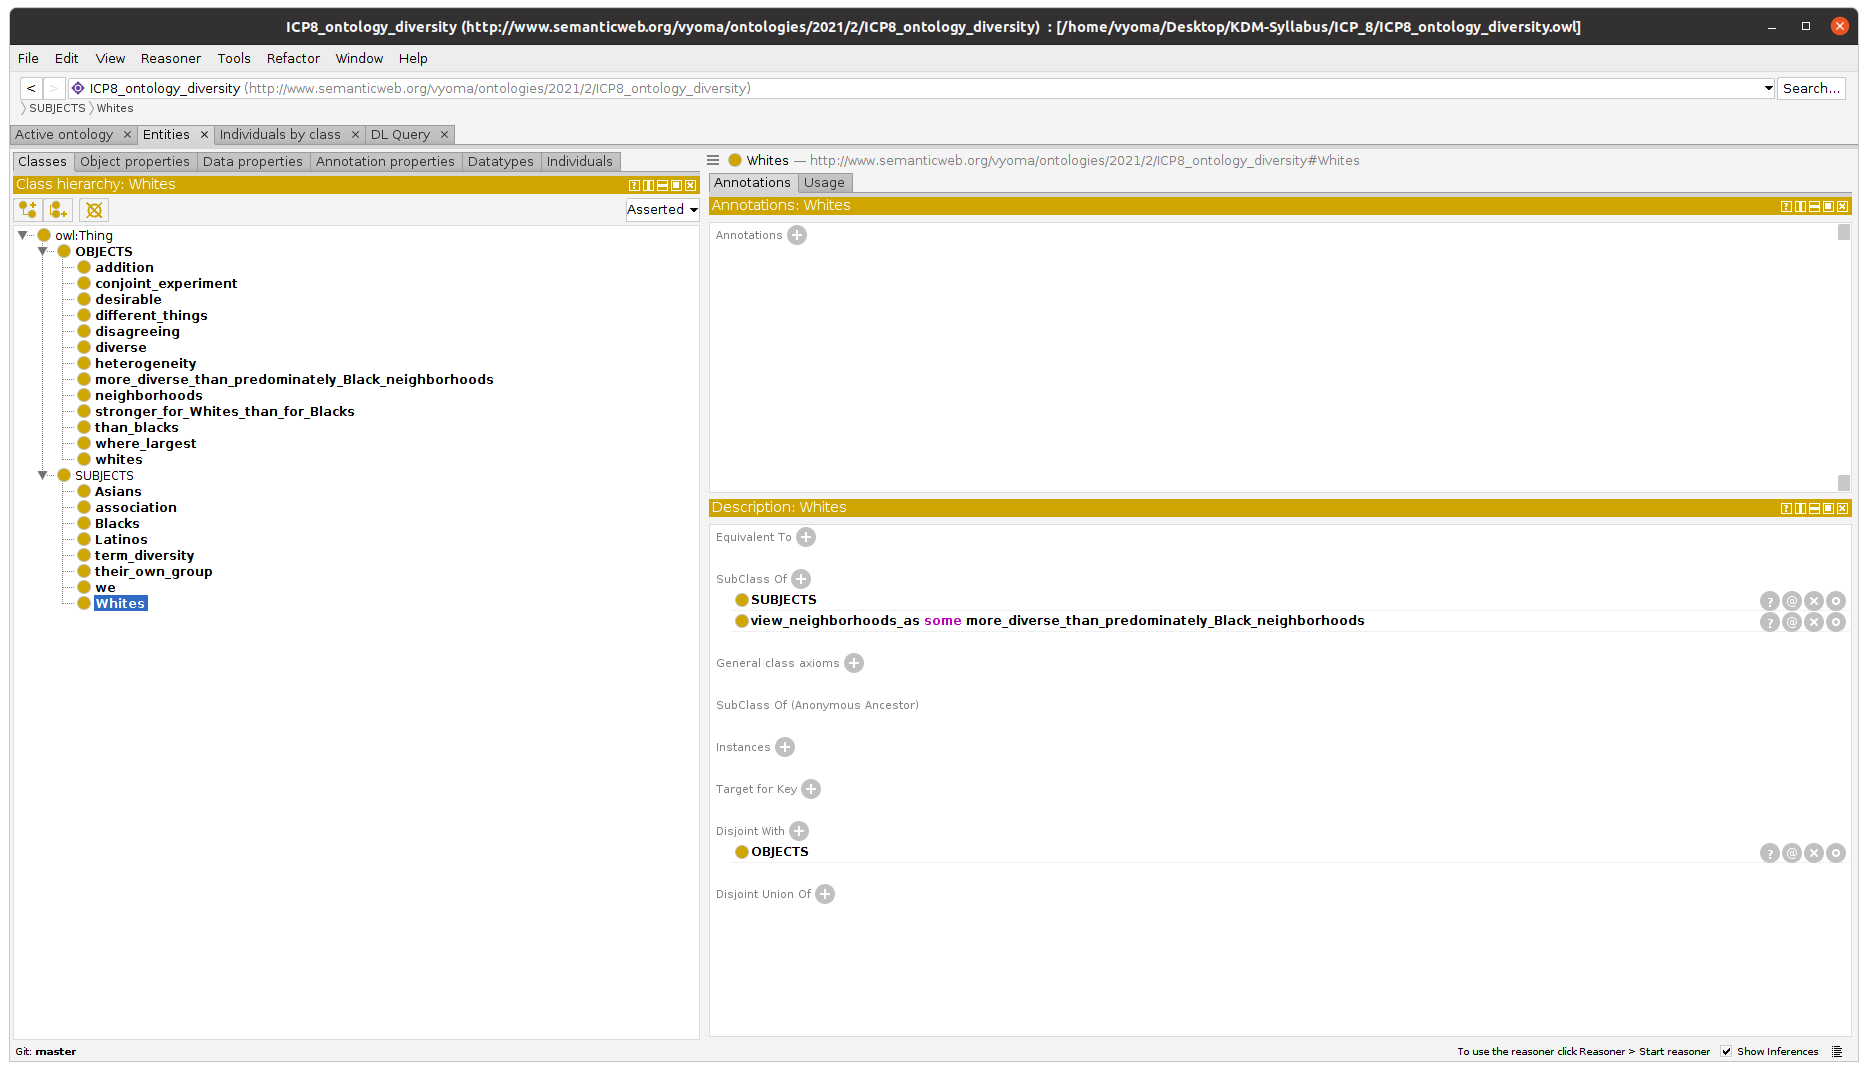 ICP8_ontology_diversity (http://www.semanticweb.org/vyoma/ontologies/2021/2/ICP8_ontology_diversity) : [/home/vyoma/Desktop/KDM-Syllabus/ICP_8/ICP8_ontology_diversity.owl]
File Edit View Reasoner Tools Refactor Window Help
< > ICP8_ontology_diversity (http://www.semanticweb.org/vyoma/ontologies/2021/2/ICP8_ontology_diversity) Search...
SUBJECTS Whites
Active ontology × Entities × Individuals by class × DL Query ×
Classes Object properties Data properties Annotation properties Datatypes Individuals
Class hierarchy: Whites
Asserted
owl:Thing
OBJECTS
addition
conjoint_experiment
desirable
different_things
disagreeing
diverse
heterogeneity
more_diverse_than_predominately_Black_neighborhoods
neighborhoods
stronger_for_Whites_than_for_Blacks
than_blacks
where_largest
whites
SUBJECTS
Asians
association
Blacks
Latinos
term_diversity
their_own_group
we
Whites
Whites — http://www.semanticweb.org/vyoma/ontologies/2021/2/ICP8_ontology_diversity#Whites
Annotations Usage
Annotations: Whites
Annotations
Description: Whites
Equivalent To
SubClass Of
SUBJECTS
view_neighborhoods_as some more_diverse_than_predominately_Black_neighborhoods
General class axioms
SubClass Of (Anonymous Ancestor)
Instances
Target for Key
Disjoint With
OBJECTS
Disjoint Union Of
Git: master
To use the reasoner click Reasoner > Start reasoner Show Inferences